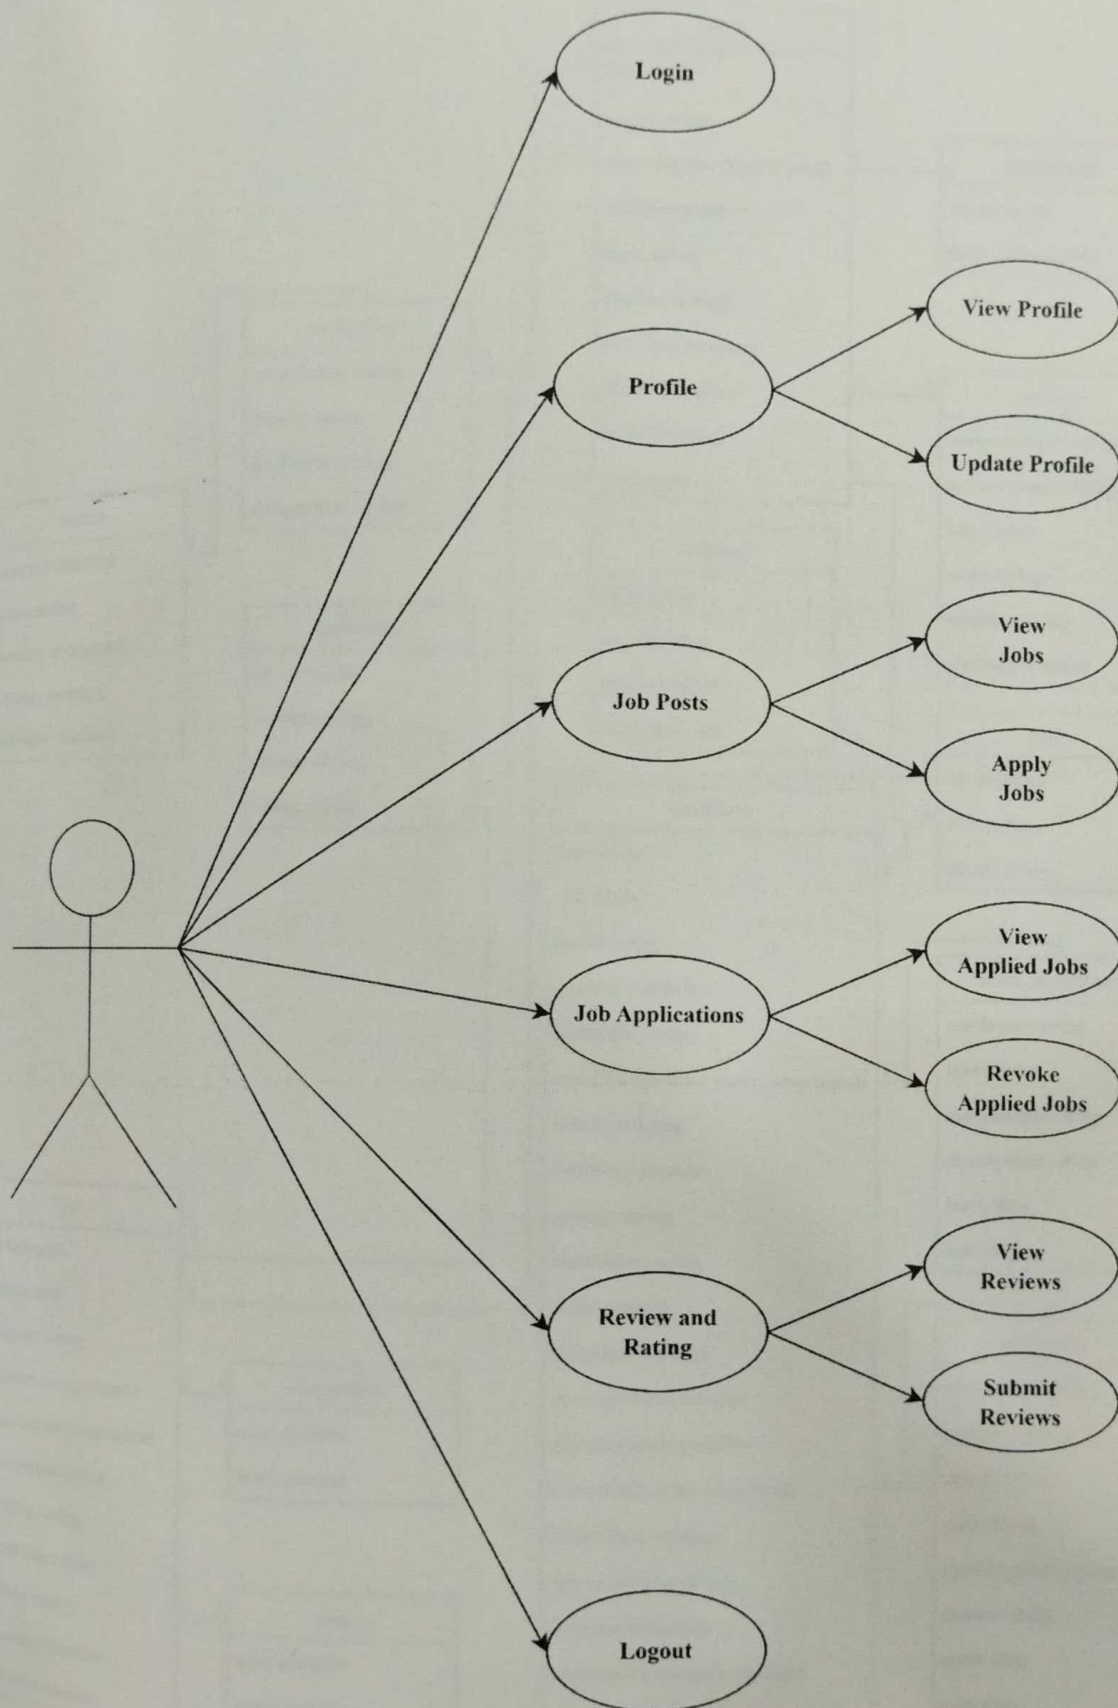 Login
View Profile
Profile
Update Profile
View
Jobs
Job Posts
Apply
Jobs
View
Applied Jobs
Job Applications
Revoke
Applied Jobs
View
Reviews
Review and
Rating
Submit
Reviews
Logout